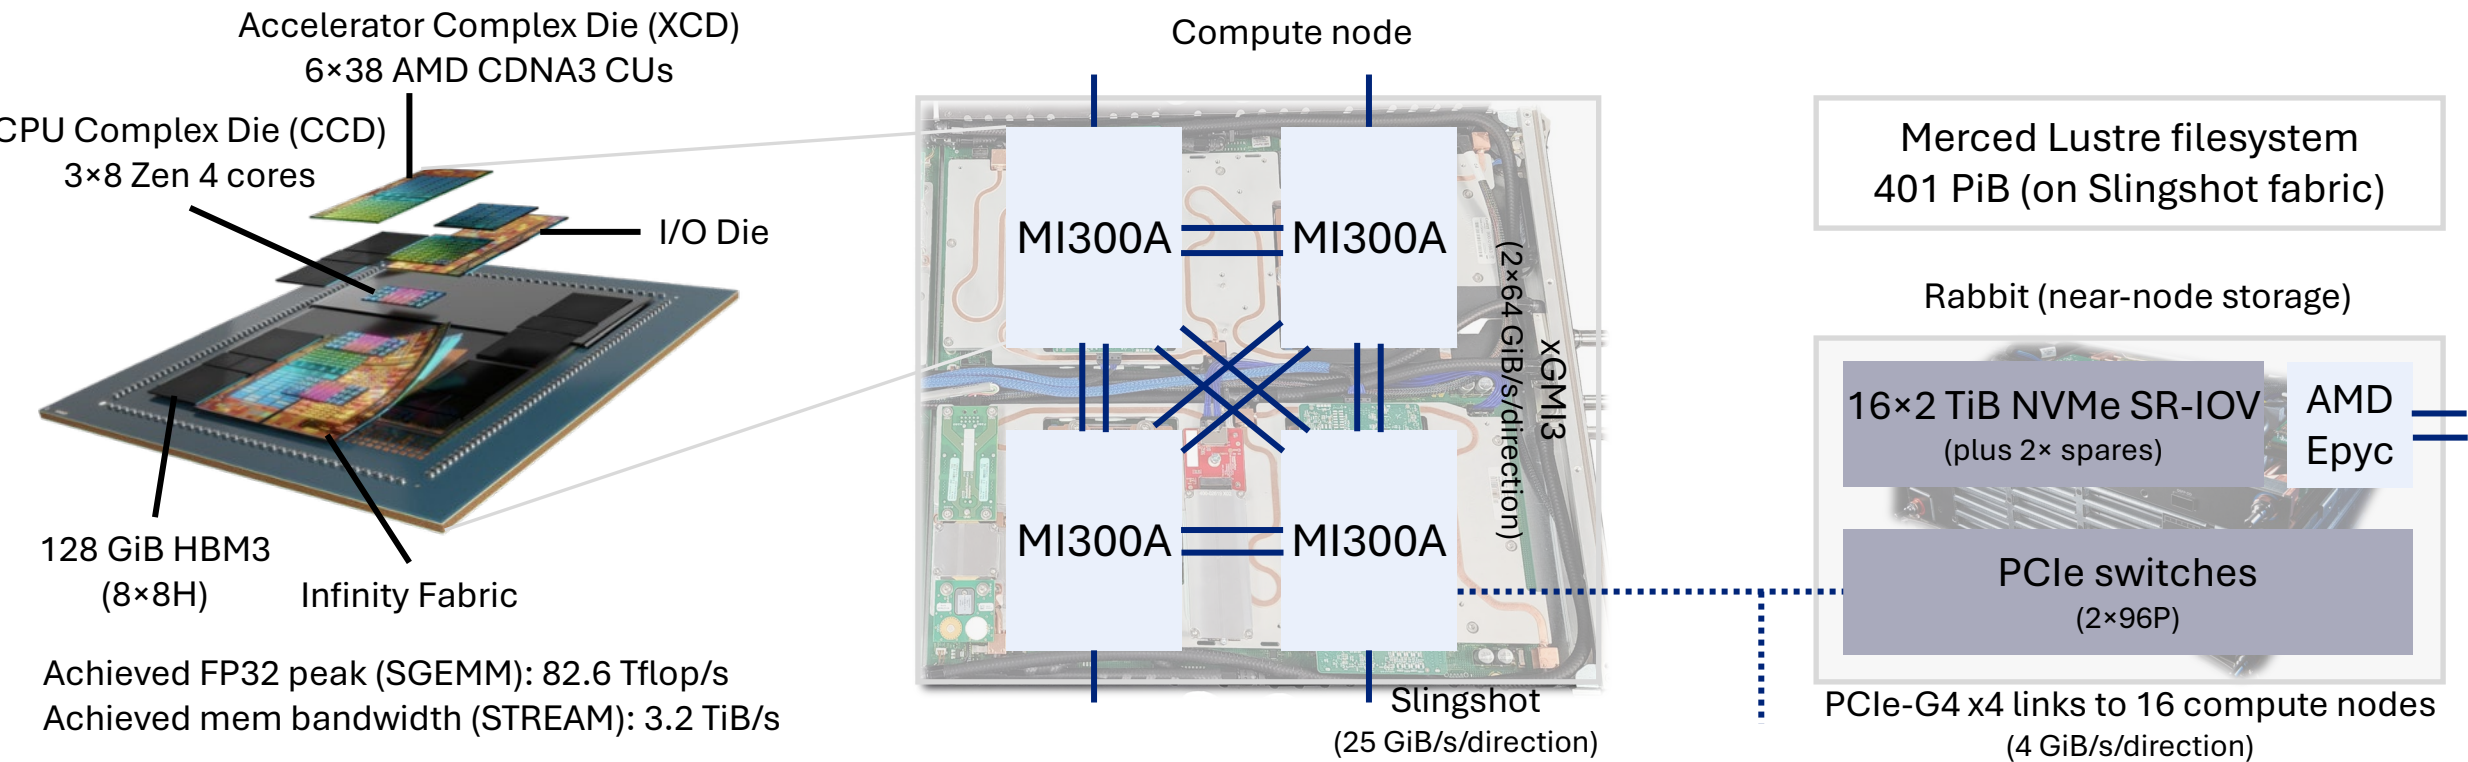 Accelerator Complex Die (XCD)
6×38 AMD CDNA3 CUs
CPU Complex Die (CCD)
3×8 Zen 4 cores
I/O Die
128 GiB HBM3
(8×8H)
Infinity Fabric
Achieved FP32 peak (SGEMM): 82.6 Tflop/s
Achieved mem bandwidth (STREAM): 3.2 TiB/s
Compute node
MI300A
MI300A
MI300A
MI300A
xGMI3
(2×64 GiB/s/direction)
Slingshot
(25 GiB/s/direction)
Merced Lustre filesystem
401 PiB (on Slingshot fabric)
Rabbit (near-node storage)
16×2 TiB NVMe SR-IOV
(plus 2× spares)
AMD
Epyc
PCIe switches
(2×96P)
PCIe-G4 x4 links to 16 compute nodes
(4 GiB/s/direction)